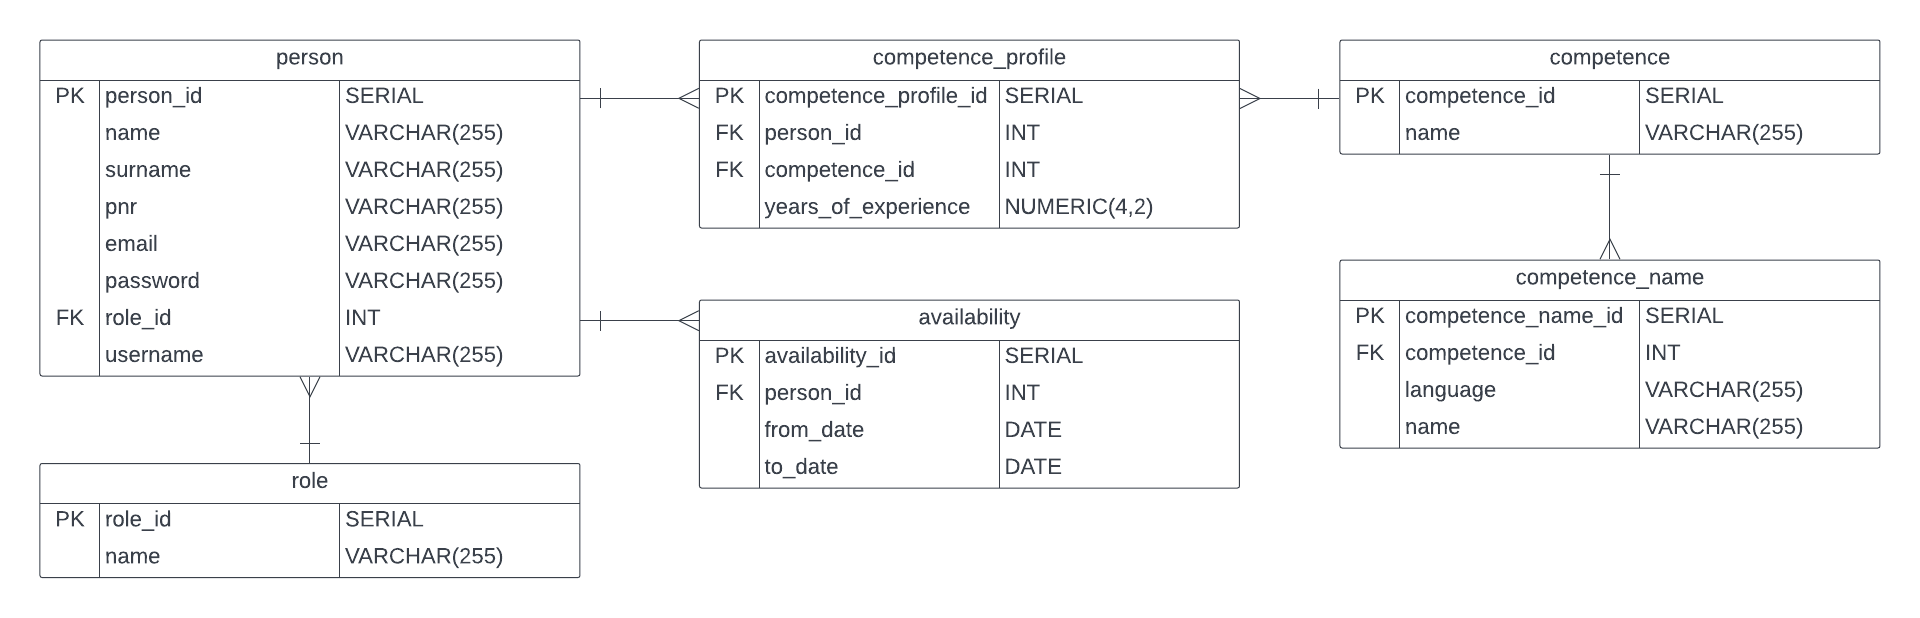 person
PK person_id SERIAL
name VARCHAR(255)
surname VARCHAR(255)
pnr VARCHAR(255)
email VARCHAR(255)
password VARCHAR(255)
FK role_id INT
username VARCHAR(255)
role
PK role_id SERIAL
name VARCHAR(255)
competence_profile
PK competence_profile_id SERIAL
FK person_id INT
FK competence_id INT
years_of_experience NUMERIC(4,2)
availability
PK availability_id SERIAL
FK person_id INT
from_date DATE
to_date DATE
competence
PK competence_id SERIAL
name VARCHAR(255)
competence_name
PK competence_name_id SERIAL
FK competence_id INT
language VARCHAR(255)
name VARCHAR(255)